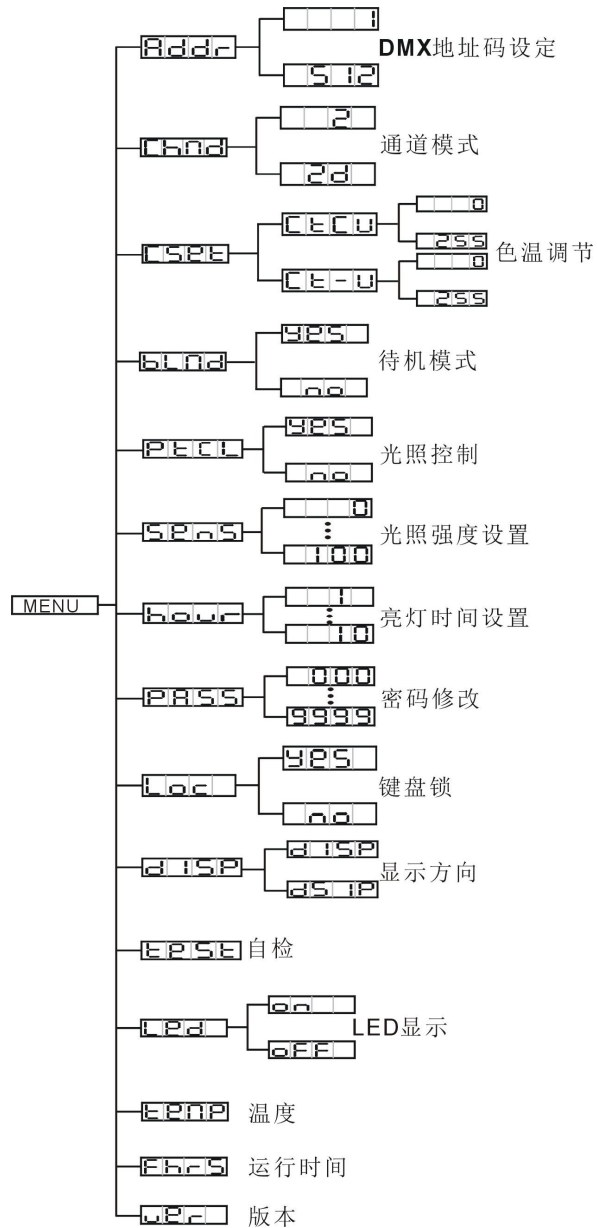 MENU
Addr
1
512
DMX地址码设定
Chnd
2
2d
通道模式
CSet
CtCU
0
255
Ct-U
0
255
色温调节
bLnd
yes
no
待机模式
PtCL
yes
no
光照控制
SenS
0
100
光照强度设置
hour
1
10
亮灯时间设置
PASS
000
9999
密码修改
Loc
yes
no
键盘锁
dISP
dISP
dSIP
显示方向
teSt
自检
Led
on
oFF
LED显示
tenP
温度
FhrS
运行时间
ver
版本